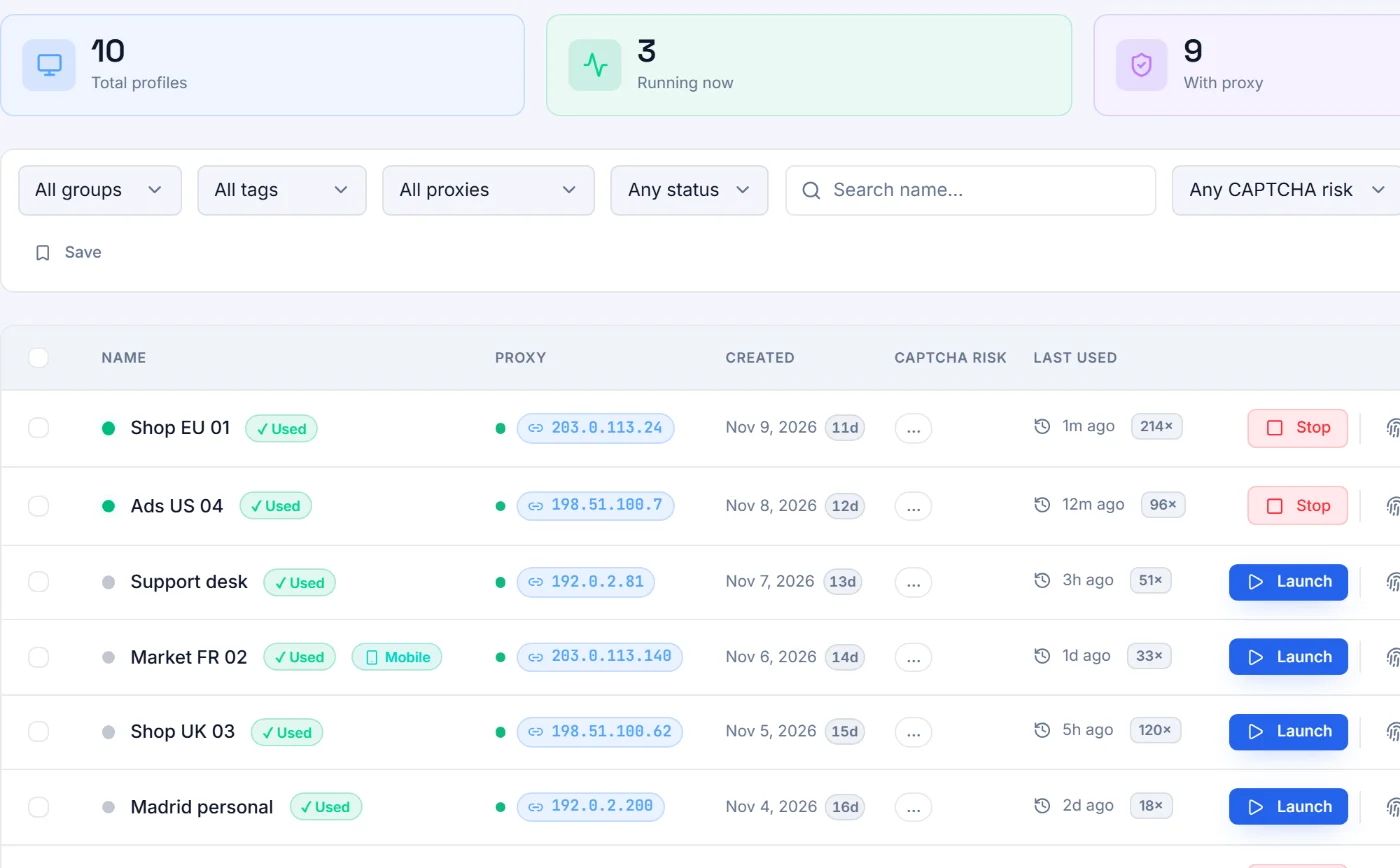 10
Total profiles
3
Running now
9
With proxy
All groups
All tags
All proxies
Any status
Search name...
Any CAPTCHA risk
Save
NAME PROXY CREATED CAPTCHA RISK LAST USED
Shop EU 01 ✓ Used 203.0.113.24 Nov 9, 2026 11d ... 1m ago 214× Stop
Ads US 04 ✓ Used 198.51.100.7 Nov 8, 2026 12d ... 12m ago 96× Stop
Support desk ✓ Used 192.0.2.81 Nov 7, 2026 13d ... 3h ago 51× Launch
Market FR 02 ✓ Used Mobile 203.0.113.140 Nov 6, 2026 14d ... 1d ago 33× Launch
Shop UK 03 ✓ Used 198.51.100.62 Nov 5, 2026 15d ... 5h ago 120× Launch
Madrid personal ✓ Used 192.0.2.200 Nov 4, 2026 16d ... 2d ago 18× Launch